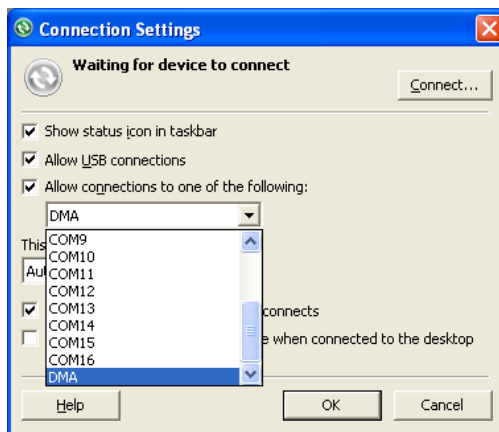 Connection Settings
Waiting for device to connect
Connect...
Show status icon in taskbar
Allow USB connections
Allow connections to one of the following:
DMA
This
COM9
COM10
COM11
COM12
COM13
COM14
COM15
COM16
DMA
connects
when connected to the desktop
Help
OK
Cancel